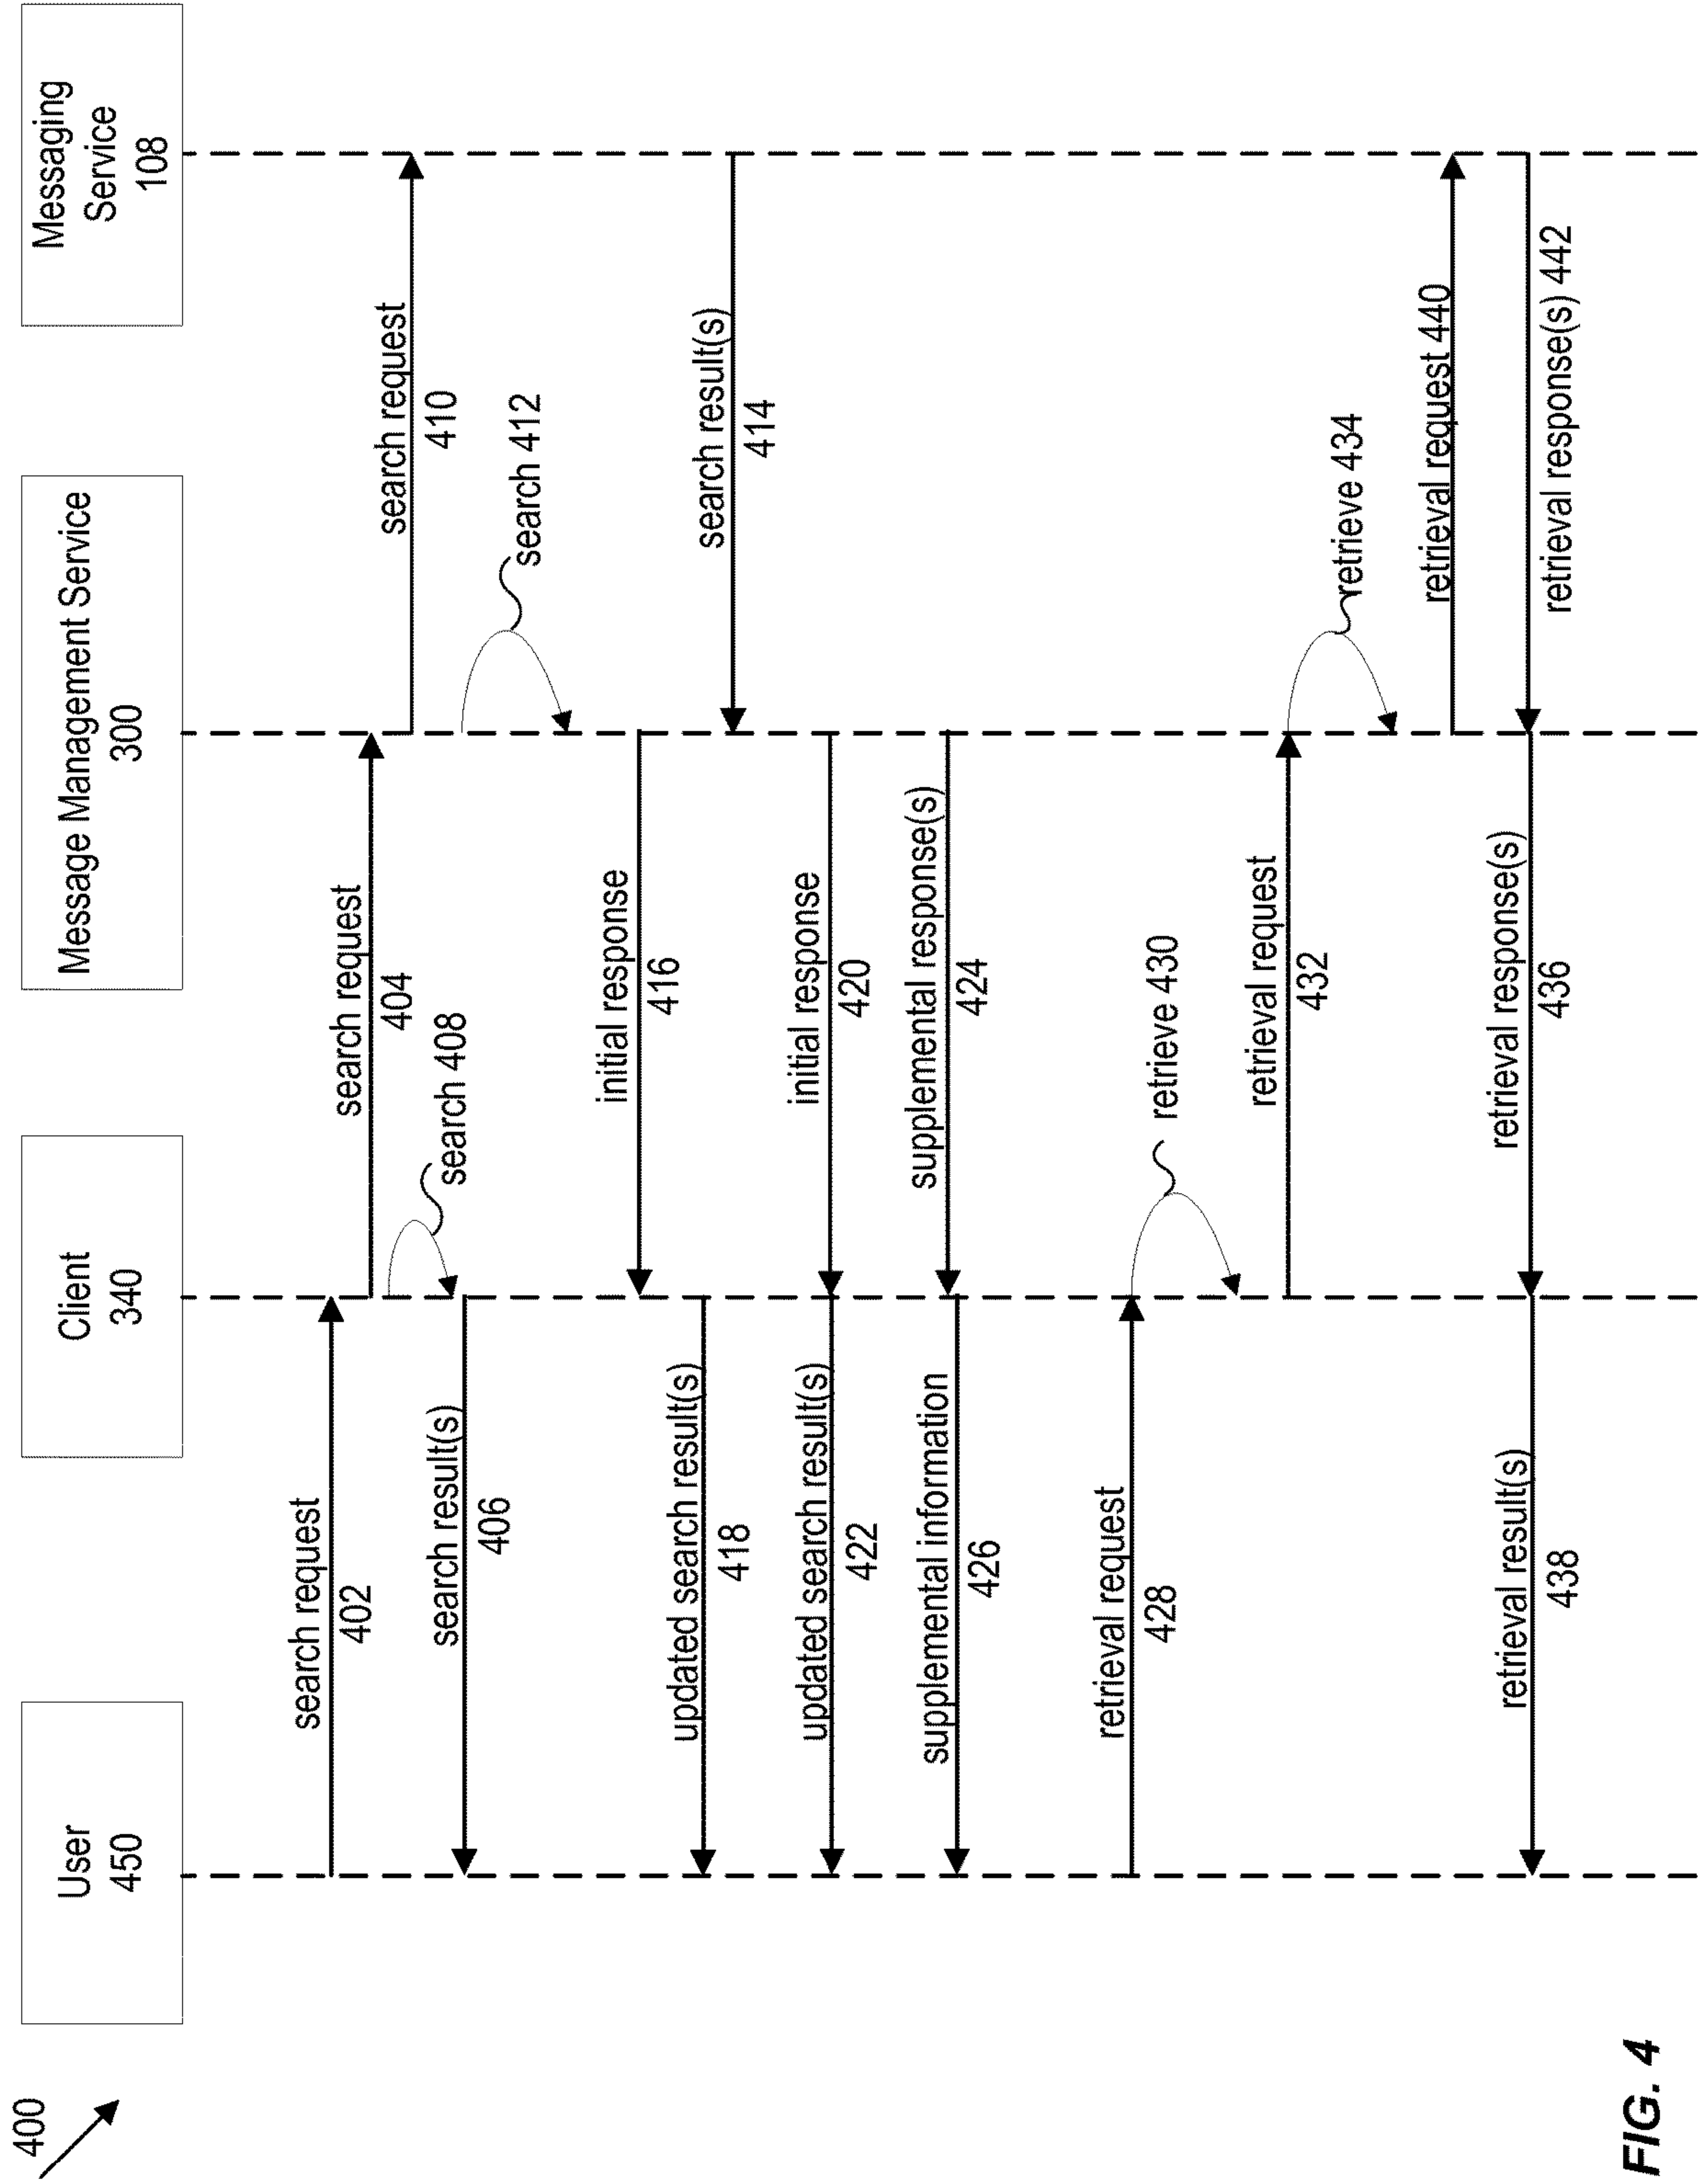 400
User
450
Client
340
Message Management Service
300
Messaging
Service
108
search request
402
search request
404
search request
410
search 408
search result(s)
406
search 412
initial response
416
updated search result(s)
418
search result(s)
414
initial response
420
updated search result(s)
422
supplemental response(s)
424
supplemental information
426
retrieval request
428
retrieve 430
retrieval request
432
retrieve 434
retrieval request 440
retrieval response(s) 442
retrieval response(s)
436
retrieval result(s)
438
FIG. 4